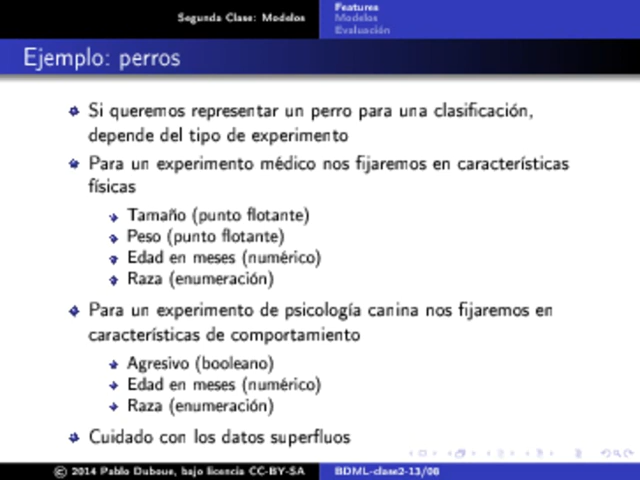 Segunda Clase: Modelos
Features
Modelos
Evaluación
Ejemplo: perros
Si queremos representar un perro para una clasificación,
depende del tipo de experimento
Para un experimento médico nos fijaremos en características
físicas
Tamaño (punto flotante)
Peso (punto flotante)
Edad en meses (numérico)
Raza (enumeración)
Para un experimento de psicología canina nos fijaremos en
características de comportamiento
Agresivo (booleano)
Edad en meses (numérico)
Raza (enumeración)
Cuidado con los datos superfluos
© 2014 Pablo Duboue, bajo licencia CC-BY-SA
BDML-clase2-13/08